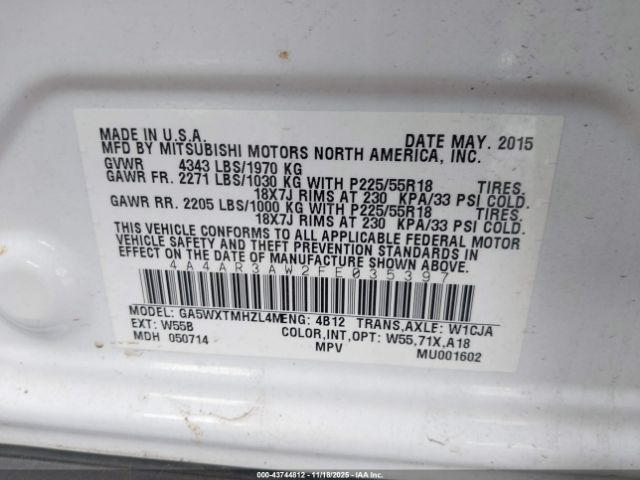 MADE IN U.S.A. DATE MAY. 2015
MFD BY MITSUBISHI MOTORS NORTH AMERICA, INC.
GVWR 4343 LBS/1970 KG
GAWR FR. 2271 LBS/1030 KG WITH P225/55R18 TIRES.
18X7J RIMS AT 230 KPA/33 PSI COLD.
GAWR RR. 2205 LBS/1000 KG WITH P225/55R18 TIRES.
18X7J RIMS AT 230 KPA/33 PSI COLD.
THIS VEHICLE CONFORMS TO ALL APPLICABLE FEDERAL MOTOR
VEHICLE SAFETY AND THEFT PREVENTION STANDARDS IN
EFFECT ON THE DATE OF MANUFACTURE SHOWN ABOVE.
4A4AR3AW2FE035397
MODEL: GA5WXTMHZL4M ENG: 4B12 TRANS,AXLE: W1CJA
EXT: W55B COLOR,INT,OPT: W55,71X,A18
MDH 050714 MPV MU001602
00-43744812 - 11/18/2025 - IAA Inc.